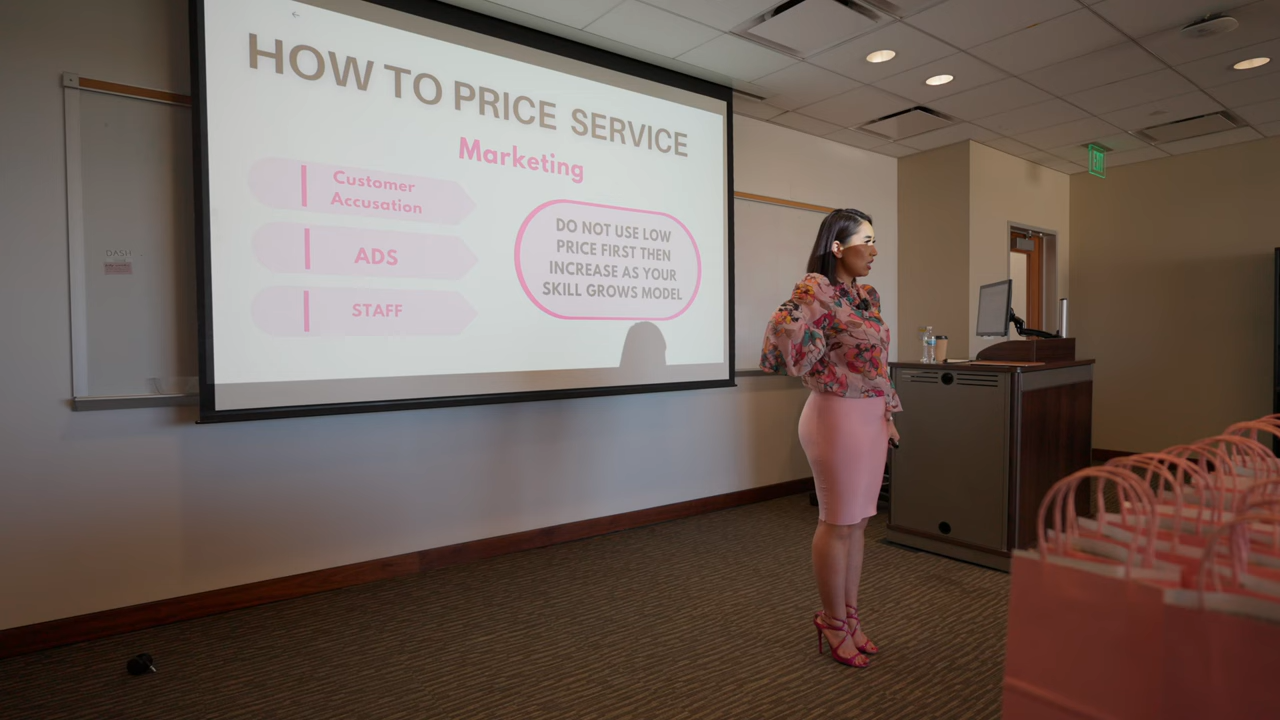 HOW TO PRICE SERVICE
Marketing
Customer
Accusation
ADS
STAFF
DO NOT USE LOW
PRICE FIRST THEN
INCREASE AS YOUR
SKILL GROWS MODEL
DASH
EXIT